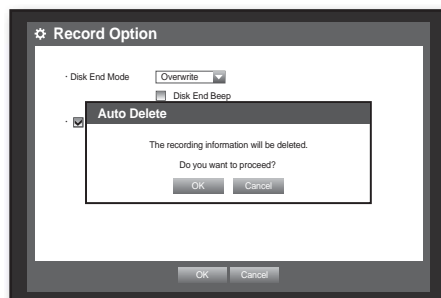 Record Option
· Disk End Mode Overwrite
Disk End Beep
·
Auto Delete
The recording information will be deleted.
Do you want to proceed?
OK Cancel
OK Cancel